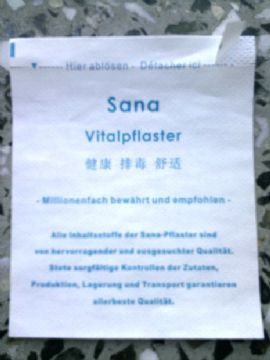 Hier ablösen - Détacher ici
Sana
Vitalpflaster
健康 排毒 舒适
- Millionenfach bewährt und empfohlen -
Alle Inhaltsstoffe der Sana-Pflaster sind
von hervorragender und ausgesuchter Qualität.
Stete sorgfältige Kontrollen der Zutaten,
Produktion, Lagerung und Transport garantieren
allerbeste Qualität.